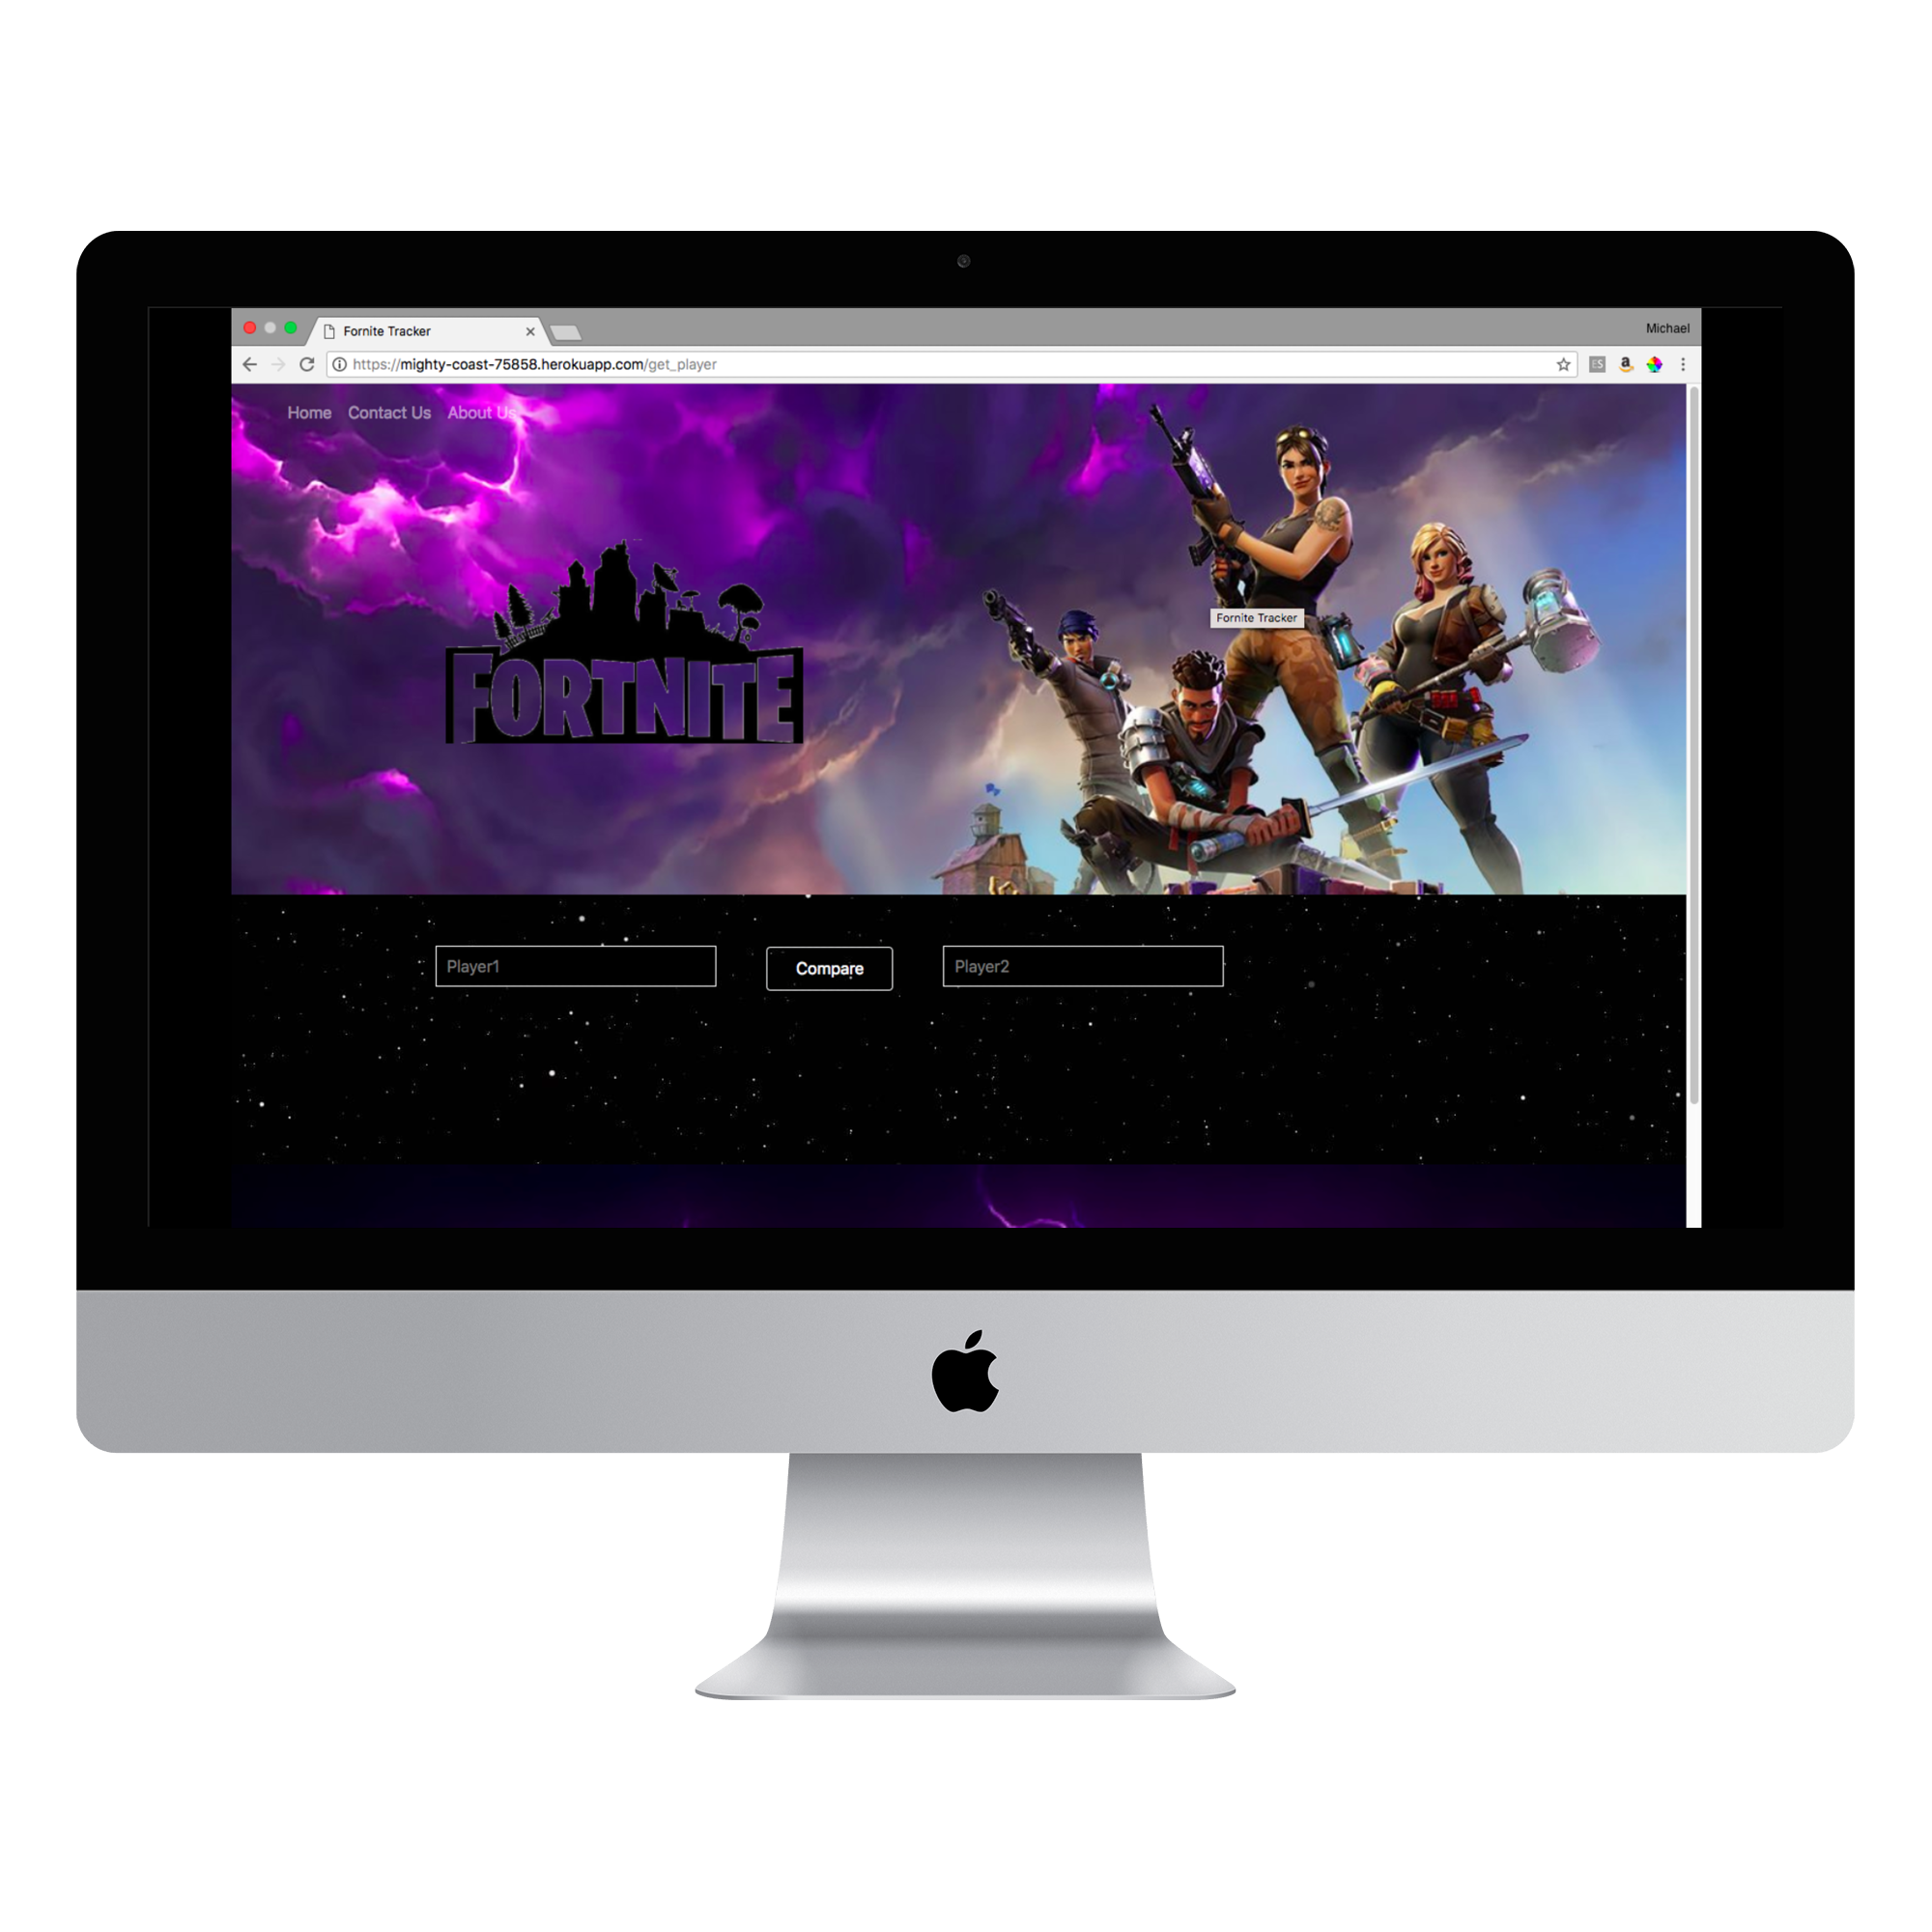 Fornite Tracker
Michael
https://mighty-coast-75858.herokuapp.com/get_player
ES
a
Home Contact Us About Us
Fornite Tracker
FORTNITE
Player1
Compare
Player2